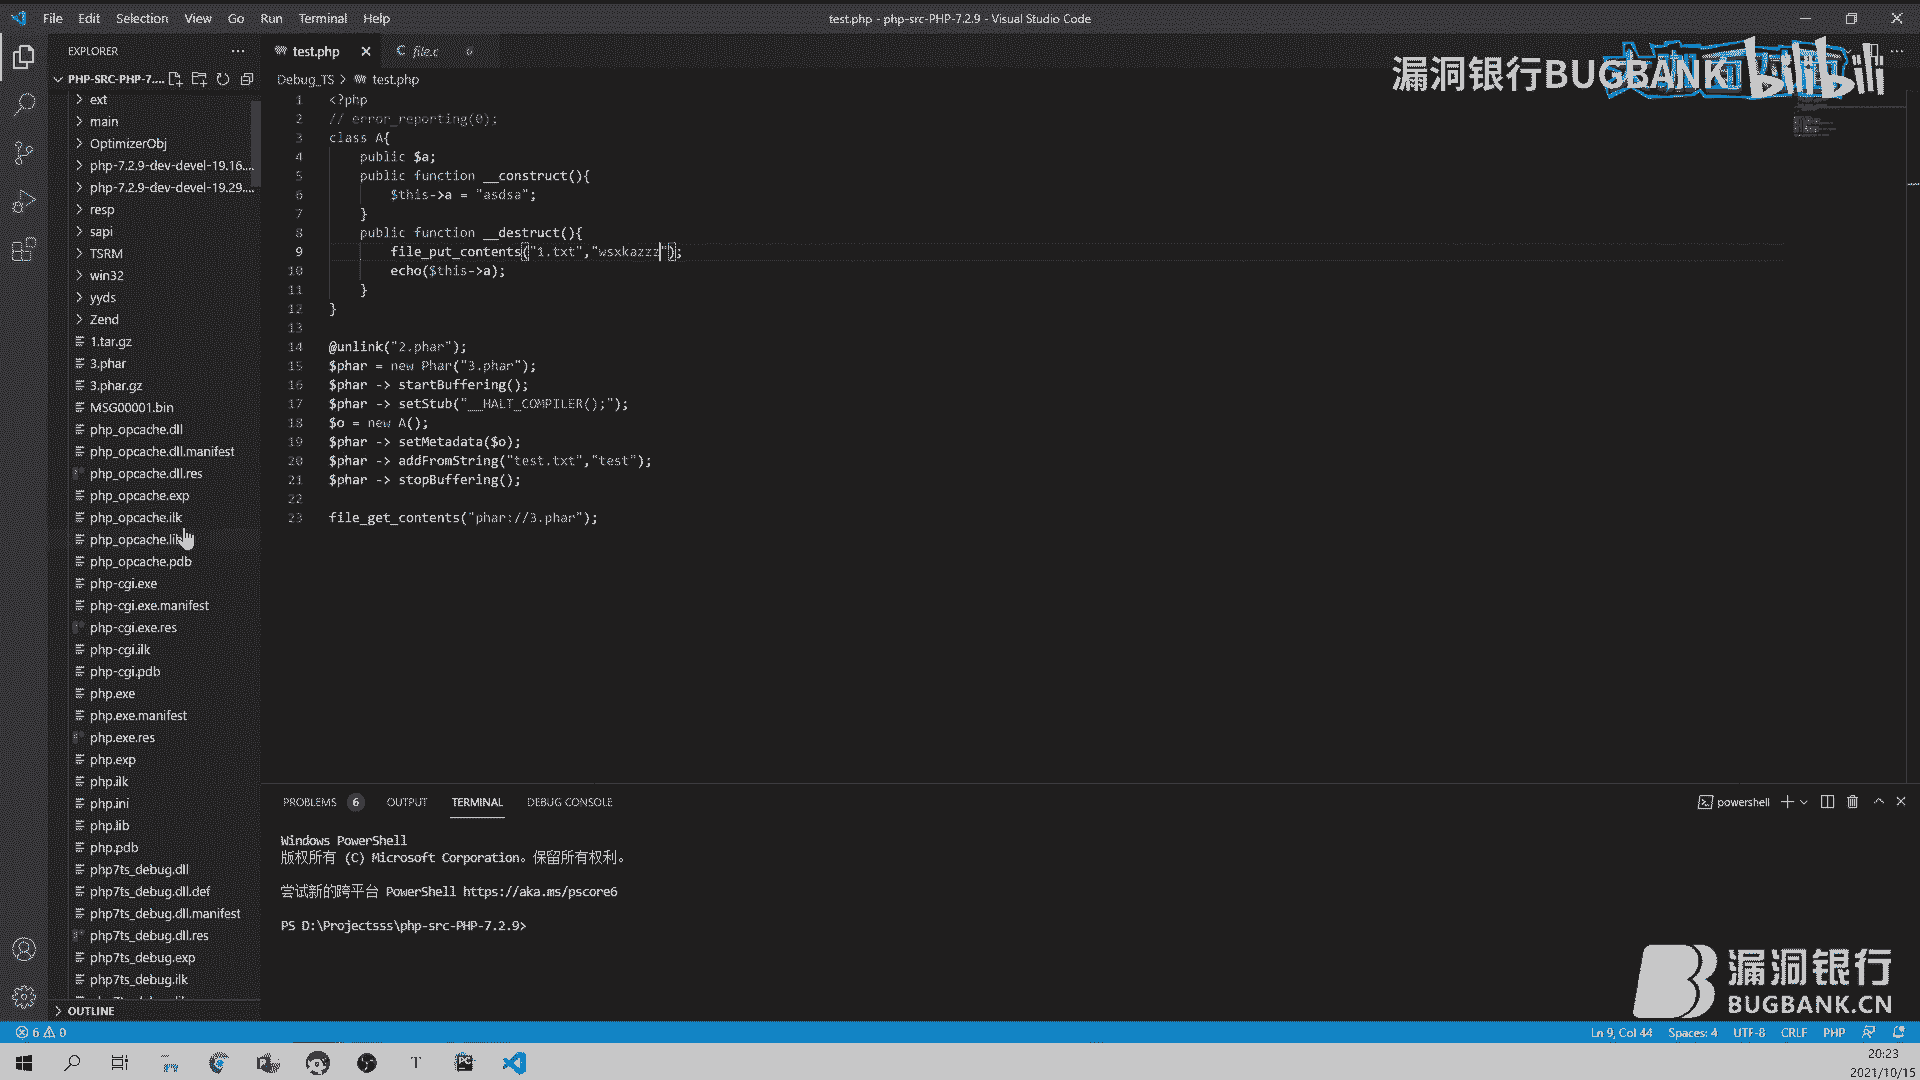 File Edit Selection View Go Run Terminal Help
test.php - php-src-PHP-7.2.9 - Visual Studio Code
EXPLORER
test.php
file.c 6
漏洞银行BUGBANK
bilibili
PHP-SRC-PHP-7....
Debug_TS > test.php
ext
main
OptimizerObj
php-7.2.9-dev-devel-19.16....
php-7.2.9-dev-devel-19.29....
resp
sapi
TSRM
win32
yyds
Zend
1.tar.gz
3.phar
3.phar.gz
MSG00001.bin
php_opcache.dll
php_opcache.dll.manifest
php_opcache.dll.res
php_opcache.exp
php_opcache.ilk
php_opcache.lib
php_opcache.pdb
php-cgi.exe
php-cgi.exe.manifest
php-cgi.exe.res
php-cgi.ilk
php-cgi.pdb
php.exe
php.exe.manifest
php.exe.res
php.exp
php.ilk
php.ini
php.lib
php.pdb
php7ts_debug.dll
php7ts_debug.dll.def
php7ts_debug.dll.manifest
php7ts_debug.dll.res
php7ts_debug.exp
php7ts_debug.ilk
OUTLINE
1 <?php
2 // error_reporting(0);
3 class A{
4 public $a;
5 public function __construct(){
6 $this->a = "asdsa";
7 }
8 public function __destruct(){
9 file_put_contents("1.txt","wsxkazzz");
10 echo($this->a);
11 }
12 }
13
14 @unlink("2.phar");
15 $phar = new Phar("3.phar");
16 $phar -> startBuffering();
17 $phar -> setStub("__HALT_COMPILER();");
18 $o = new A();
19 $phar -> setMetadata($o);
20 $phar -> addFromString("test.txt","test");
21 $phar -> stopBuffering();
22
23 file_get_contents("phar://3.phar");
PROBLEMS 6 OUTPUT TERMINAL DEBUG CONSOLE
powershell
Windows PowerShell
版权所有 (C) Microsoft Corporation。保留所有权利。
尝试新的跨平台 PowerShell https://aka.ms/pscore6
PS D:\Projectsss\php-src-PHP-7.2.9>
漏洞银行
BUGBANK.CN
6 0
Ln 9, Col 44 Spaces: 4 UTF-8 CRLF PHP
20:23
2021/10/15